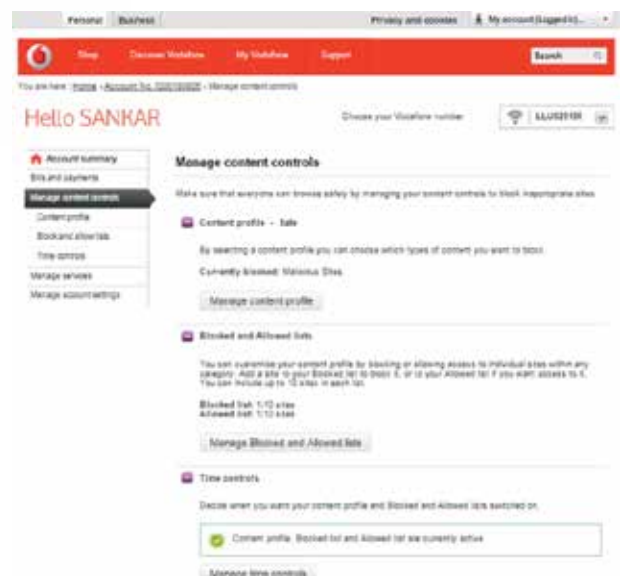 Personal Business
Privacy and cookies My account (Logged in)...
Shop Discover Vodafone My Vodafone Support
Search
You are here: Home › Account No. › Manage content controls
Hello SANKAR
Choose your Vodafone number
Account summary
Bills and payments
Manage content controls
Content profile
Block and allow lists
Time controls
Manage services
Manage account settings
Manage content controls
Make sure that everyone can browse safely by managing your content controls to block inappropriate sites
Content profile - Safe
By selecting a content profile you can choose which types of content you want to block.
Currently blocked: Malicious Sites.
Manage content profile
Blocked and Allowed lists
You can customise your content profile by blocking or allowing access to individual sites within any
category. Add a site to your Blocked list to block it, or to your Allowed list if you want access to it.
You can include up to 10 sites in each list.
Blocked list: 1/10 sites
Allowed list: 1/10 sites
Manage Blocked and Allowed lists
Time controls
Decide when you want your content profile and Blocked and Allowed lists switched on.
Content profile, Blocked list and Allowed list are currently active
Manage time controls